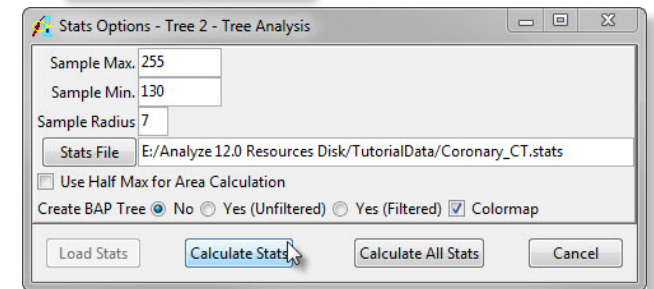 Stats Options - Tree 2 - Tree Analysis
Sample Max. 255
Sample Min. 130
Sample Radius 7
Stats File E:/Analyze 12.0 Resources Disk/TutorialData/Coronary_CT.stats
Use Half Max for Area Calculation
Create BAP Tree No Yes (Unfiltered) Yes (Filtered) Colormap
Load Stats Calculate Stats Calculate All Stats Cancel